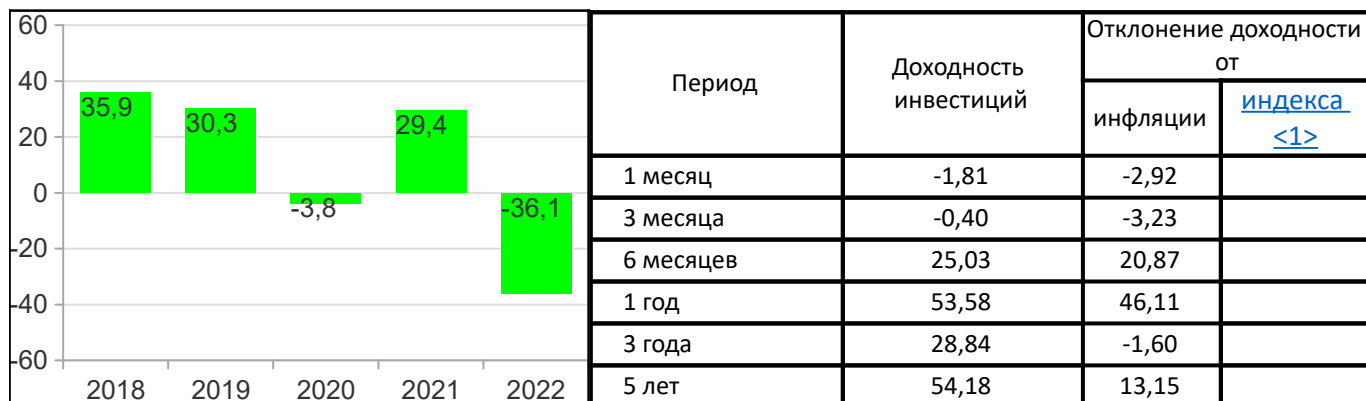 60
40
20
0
-20
-40
-60
35,9
30,3
-3,8
29,4
-36,1
2018 2019 2020 2021 2022
Период
Доходность
инвестиций
Отклонение доходности
от
инфляции
индекса
<1>
1 месяц -1,81 -2,92
3 месяца -0,40 -3,23
6 месяцев 25,03 20,87
1 год 53,58 46,11
3 года 28,84 -1,60
5 лет 54,18 13,15